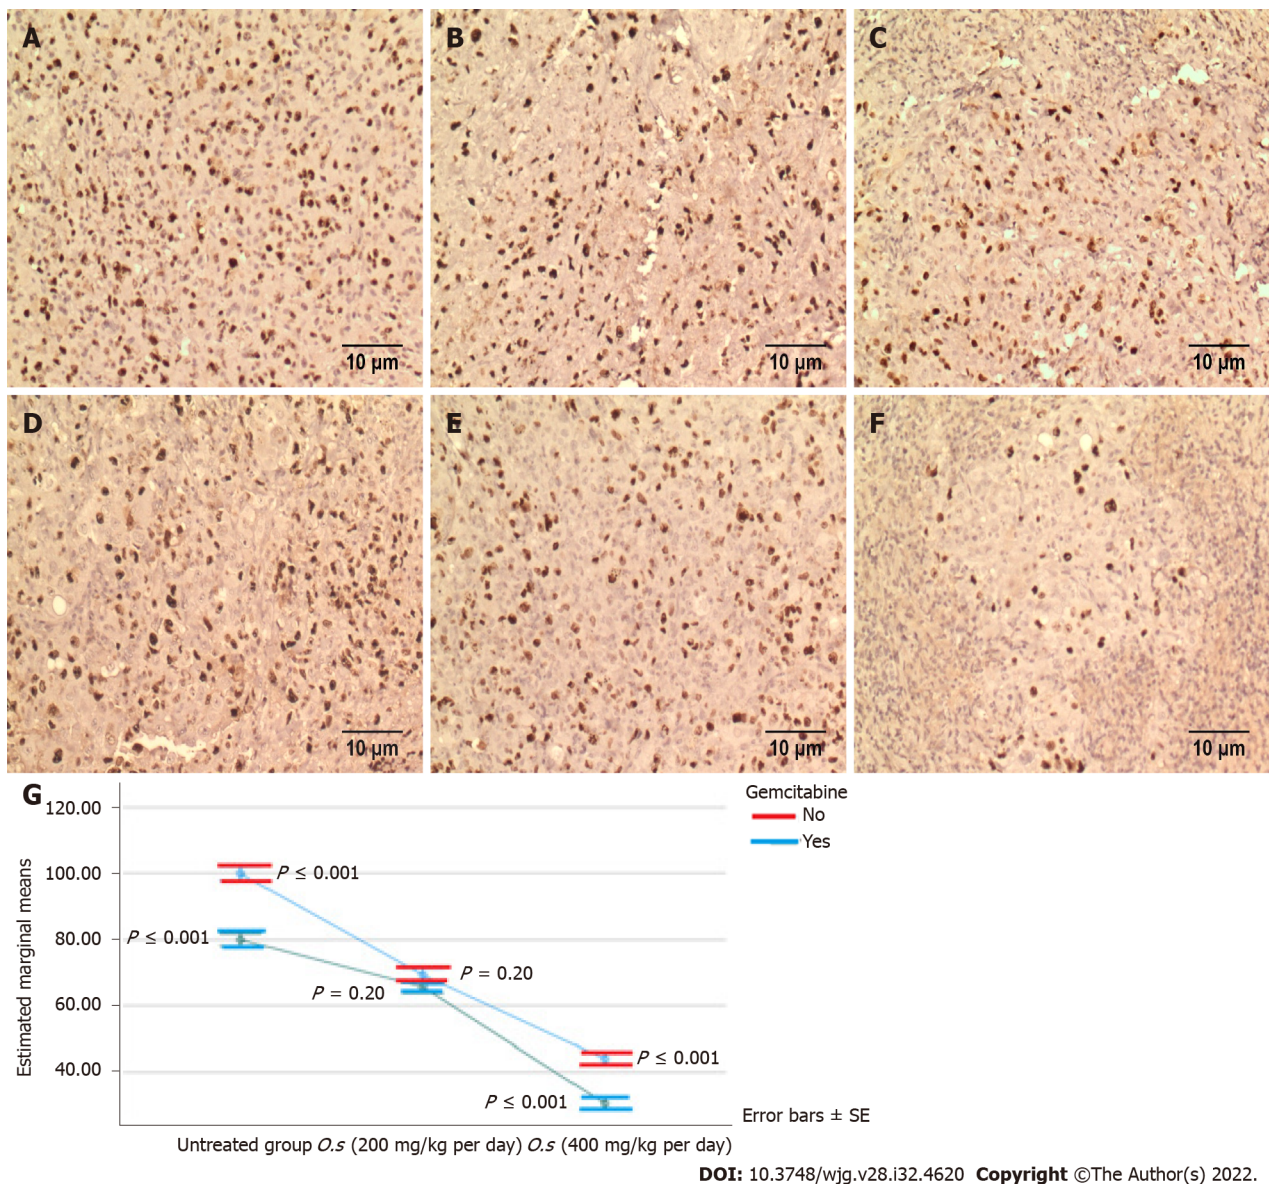 A
B
C
10 µm
10 µm
10 µm
D
E
F
10 µm
10 µm
10 µm
G
Gemcitabine
No
Yes
120.00
100.00
80.00
60.00
40.00
Estimated marginal means
P ≤ 0.001
P ≤ 0.001
P = 0.20
P = 0.20
P ≤ 0.001
P ≤ 0.001
Error bars ± SE
Untreated group O.s (200 mg/kg per day) O.s (400 mg/kg per day)
DOI: 10.3748/wjg.v28.i32.4620 Copyright ©The Author(s) 2022.